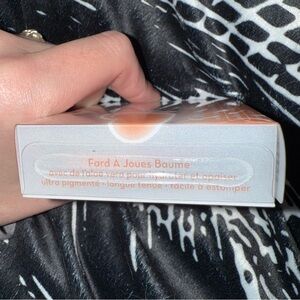 Fard A Joues Baume
avec de l'aloe vera pour hydrater et apaiser
ultra pigmenté - longue tenue - facile à estomper